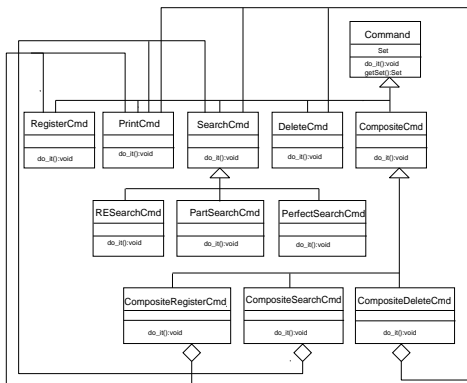 Command
Set
do_it():void
getSet():Set
RegisterCmd
do_it():void
PrintCmd
do_it():void
SearchCmd
do_it():void
DeleteCmd
do_it():void
CompositeCmd
do_it():void
RESearchCmd
do_it():void
PartSearchCmd
do_it():void
PerfectSearchCmd
do_it():void
CompositeRegisterCmd
do_it():void
CompositeSearchCmd
do_it():void
CompositeDeleteCmd
do_it():void